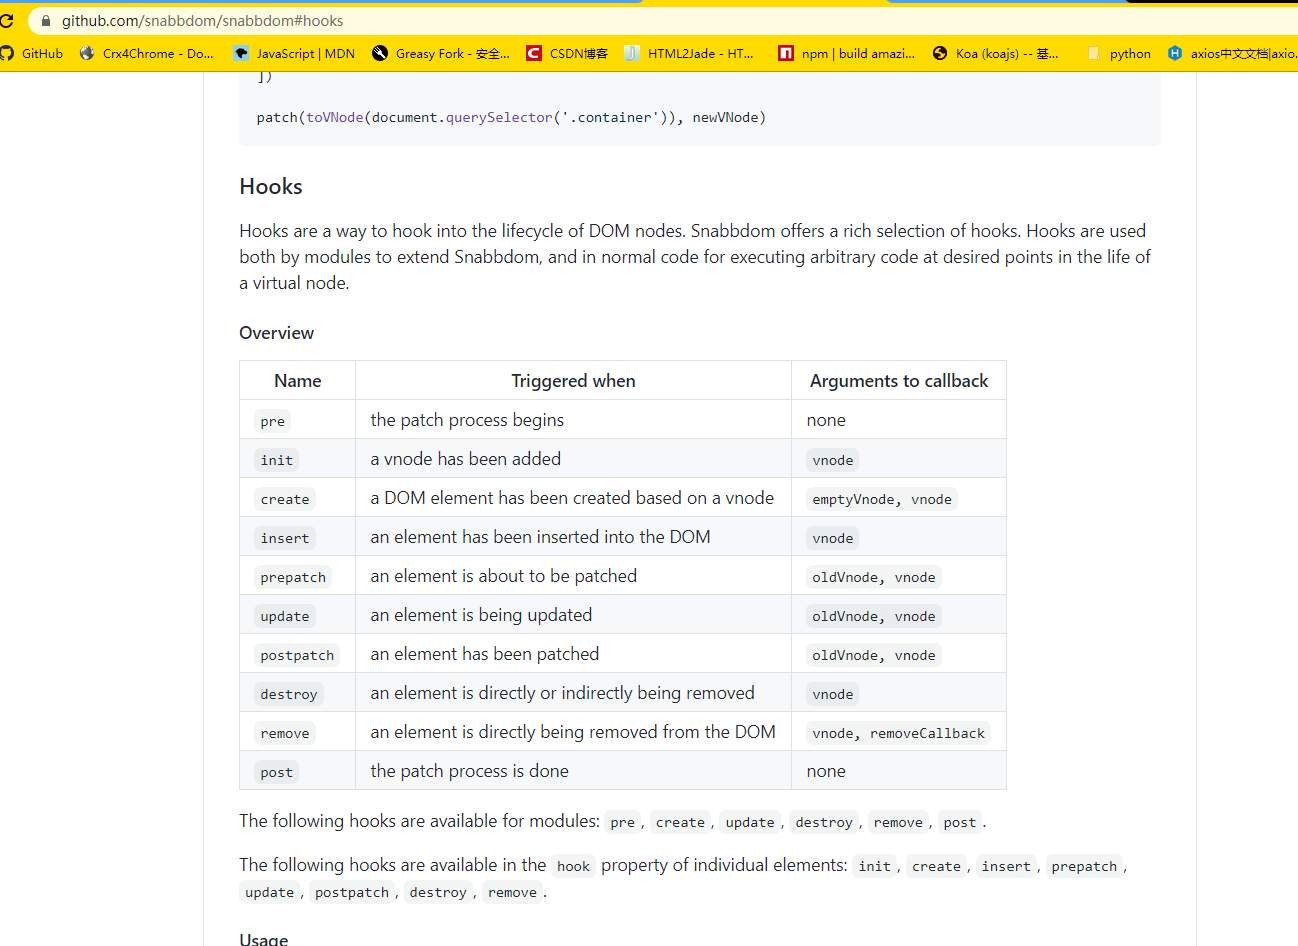 github.com/snabbdom/snabbdom#hooks
GitHub Crx4Chrome - Do... JavaScript | MDN Greasy Fork - 安全... CSDN博客 HTML2Jade - HT... npm | build amazi... Koa (koajs) -- 基... python axios中文文档|axio.
])
patch(toVNode(document.querySelector('.container')), newVNode)
Hooks
Hooks are a way to hook into the lifecycle of DOM nodes. Snabbdom offers a rich selection of hooks. Hooks are used
both by modules to extend Snabbdom, and in normal code for executing arbitrary code at desired points in the life of
a virtual node.
Overview
Name Triggered when Arguments to callback
pre the patch process begins none
init a vnode has been added vnode
create a DOM element has been created based on a vnode emptyVnode, vnode
insert an element has been inserted into the DOM vnode
prepatch an element is about to be patched oldVnode, vnode
update an element is being updated oldVnode, vnode
postpatch an element has been patched oldVnode, vnode
destroy an element is directly or indirectly being removed vnode
remove an element is directly being removed from the DOM vnode, removeCallback
post the patch process is done none
The following hooks are available for modules: pre, create, update, destroy, remove, post.
The following hooks are available in the hook property of individual elements: init, create, insert, prepatch,
update, postpatch, destroy, remove.
Usage